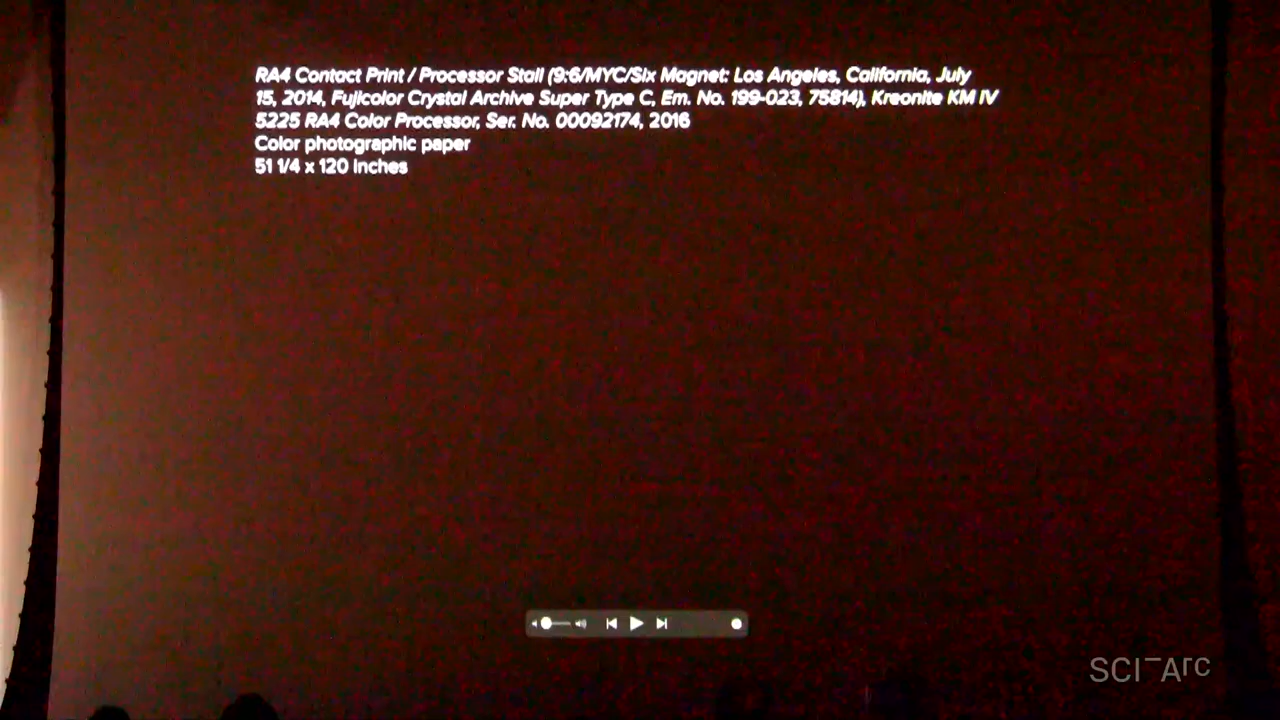 RA4 Contact Print / Processor Stall (9:6/MYC/Six Magnet: Los Angeles, California, July
15, 2014, Fujicolor Crystal Archive Super Type C, Em. No. 199-023, 75814), Kreonite KM IV
5225 RA4 Color Processor, Ser. No. 00092174, 2016
Color photographic paper
51 1/4 x 120 inches
SCI-Arc